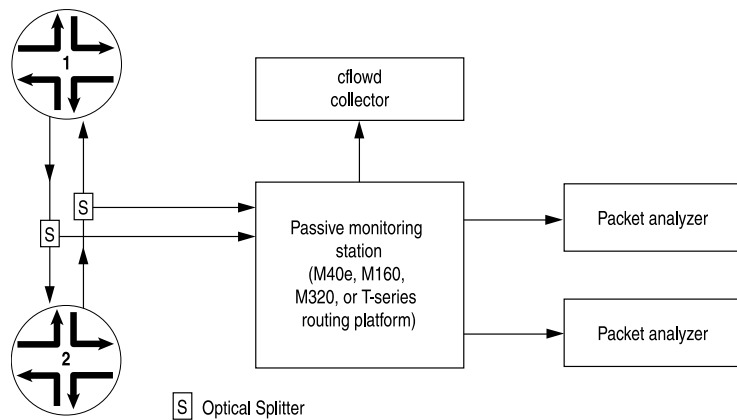 1
cflowd
collector
S
S
Passive monitoring
station
(M40e, M160,
M320, or T-series
routing platform)
Packet analyzer
Packet analyzer
2
S Optical Splitter